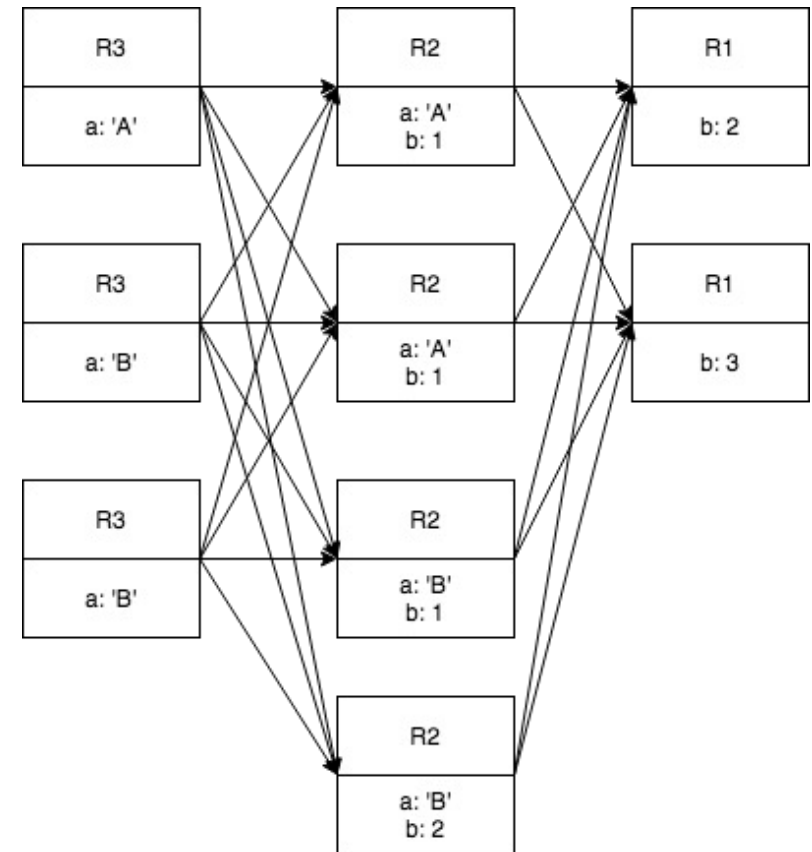 R3
a: 'A'
R2
a: 'A'
b: 1
R1
b: 2
R3
a: 'B'
R2
a: 'A'
b: 1
R1
b: 3
R3
a: 'B'
R2
a: 'B'
b: 1
R2
a: 'B'
b: 2